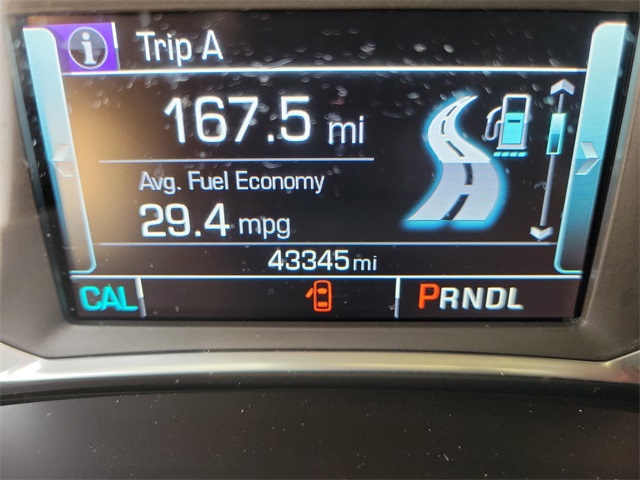 i Trip A
167.5 mi
Avg. Fuel Economy
29.4 mpg
43345 mi
CAL PRNDL